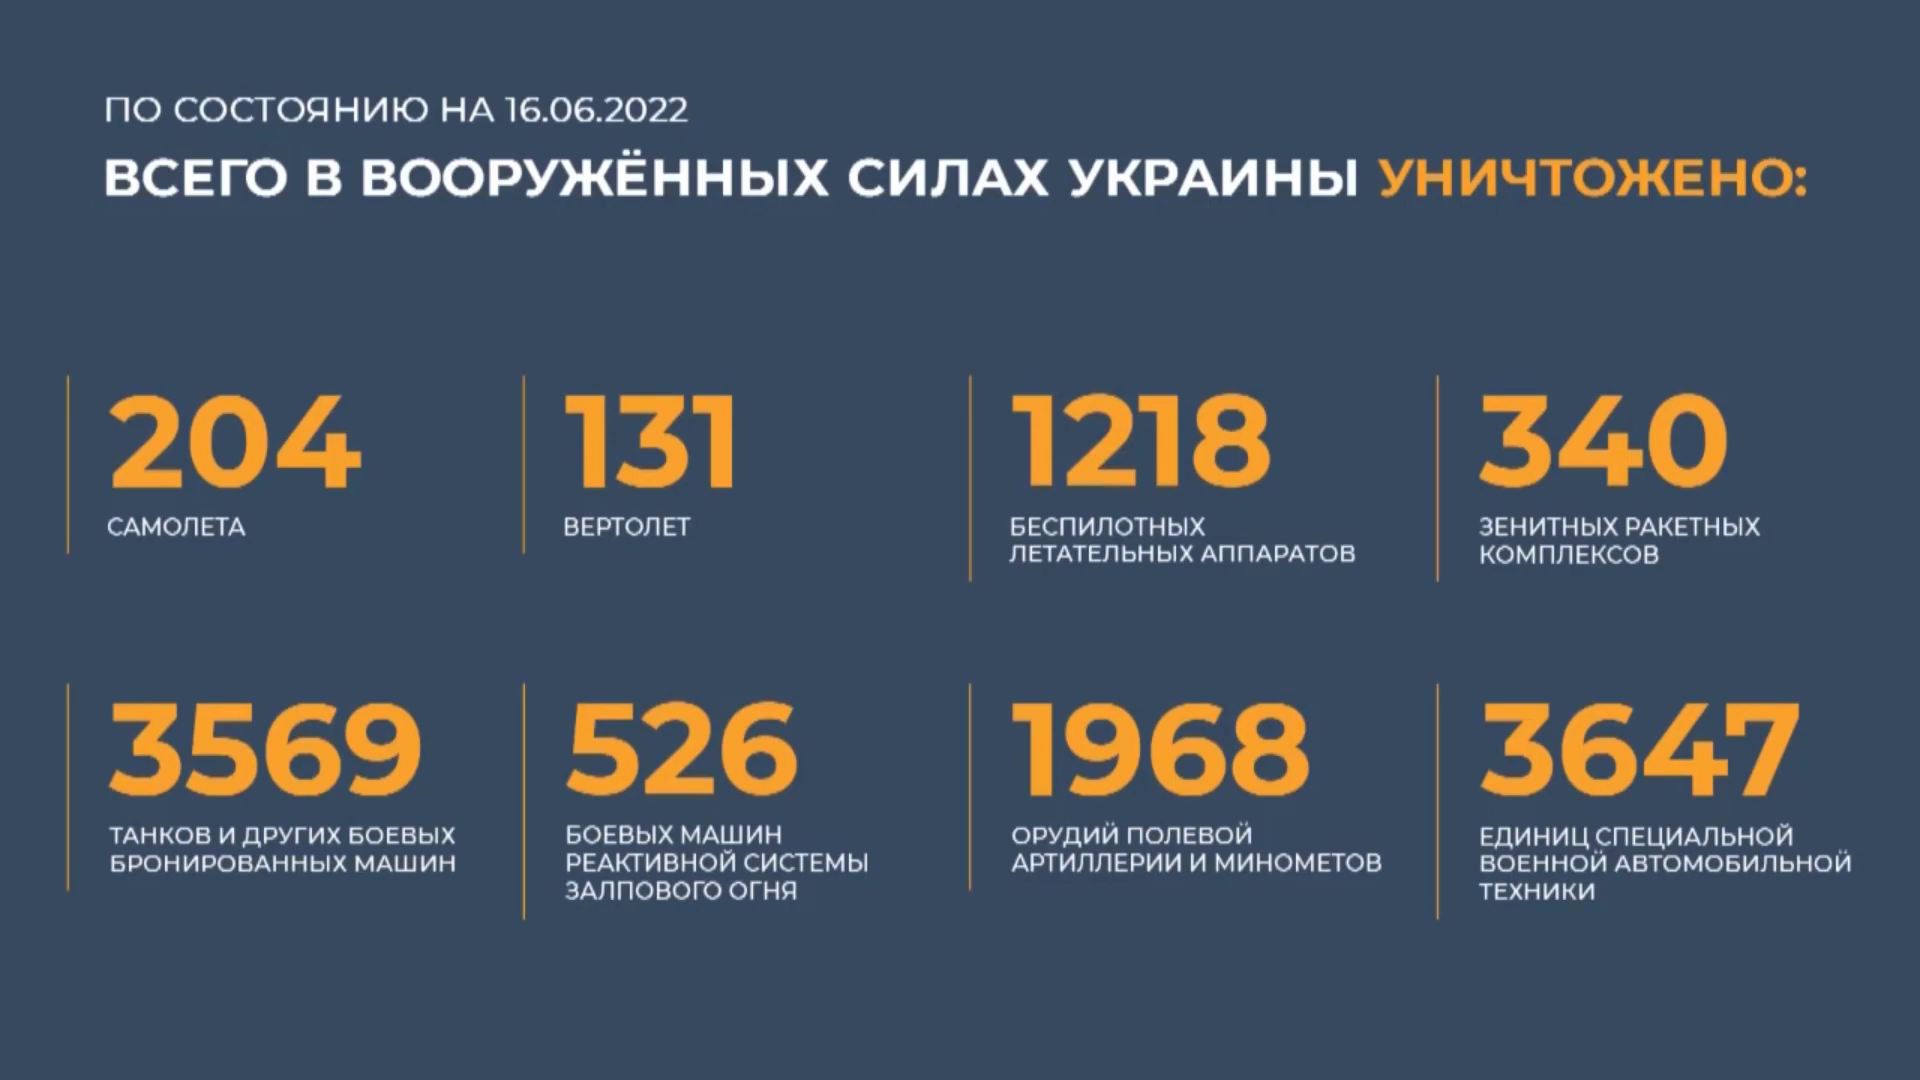 ПО СОСТОЯНИЮ НА 16.06.2022
ВСЕГО В ВООРУЖЁННЫХ СИЛАХ УКРАИНЫ УНИЧТОЖЕНО:
204
САМОЛЕТА
131
ВЕРТОЛЕТ
1218
БЕСПИЛОТНЫХ
ЛЕТАТЕЛЬНЫХ АППАРАТОВ
340
ЗЕНИТНЫХ РАКЕТНЫХ
КОМПЛЕКСОВ
3569
ТАНКОВ И ДРУГИХ БОЕВЫХ
БРОНИРОВАННЫХ МАШИН
526
БОЕВЫХ МАШИН
РЕАКТИВНОЙ СИСТЕМЫ
ЗАЛПОВОГО ОГНЯ
1968
ОРУДИЙ ПОЛЕВОЙ
АРТИЛЛЕРИИ И МИНОМЕТОВ
3647
ЕДИНИЦ СПЕЦИАЛЬНОЙ
ВОЕННОЙ АВТОМОБИЛЬНОЙ
ТЕХНИКИ